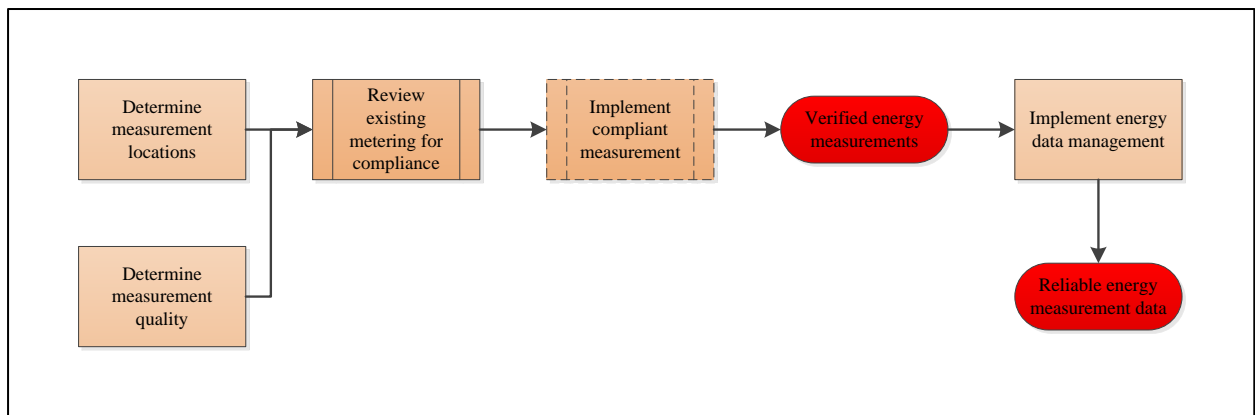 Determine
measurement
locations
Review
existing
metering for
compliance
Implement
compliant
measurement
Verified energy
measurements
Implement energy
data management
Determine
measurement
quality
Reliable energy
measurement data